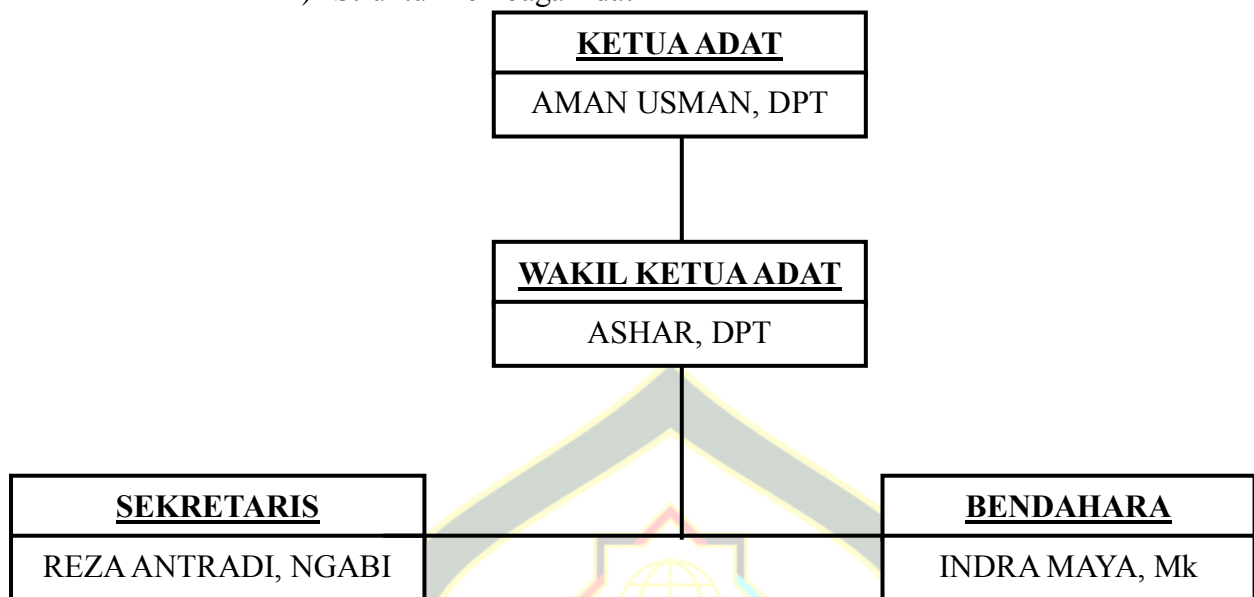 KETUA ADAT
AMAN USMAN, DPT
WAKIL KETUA ADAT
ASHAR, DPT
SEKRETARIS
REZA ANTRADI, NGABI
BENDAHARA
INDRA MAYA, Mk